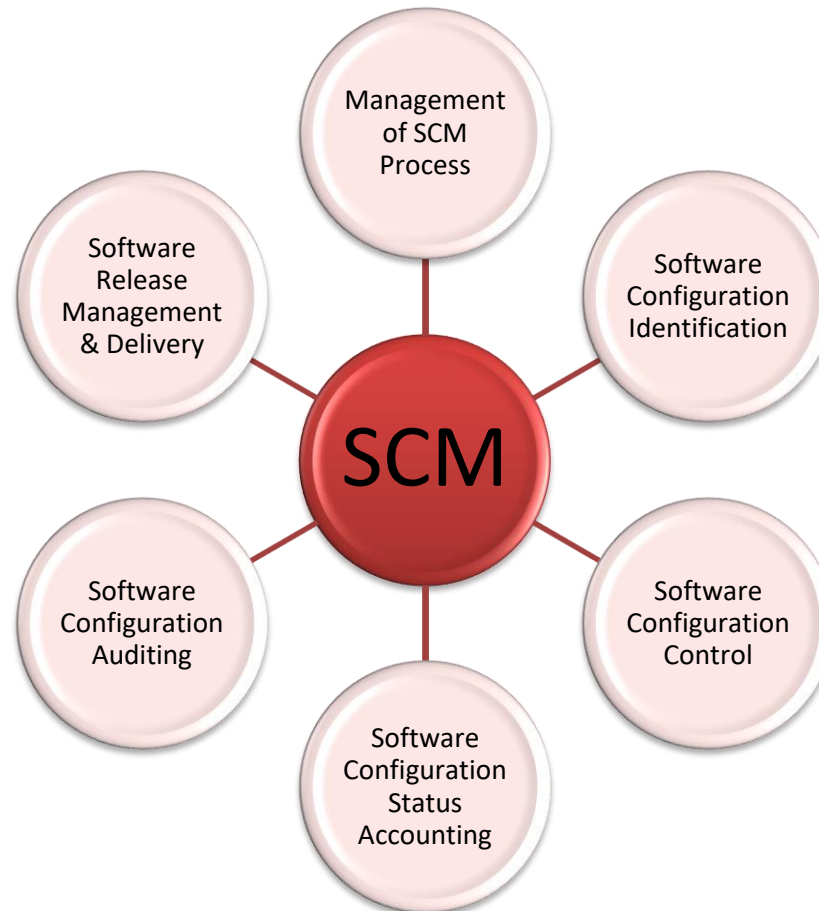 Management
of SCM
Process
Software
Configuration
Identification
Software
Configuration
Control
Software
Configuration
Status
Accounting
Software
Configuration
Auditing
Software
Release
Management
& Delivery
SCM